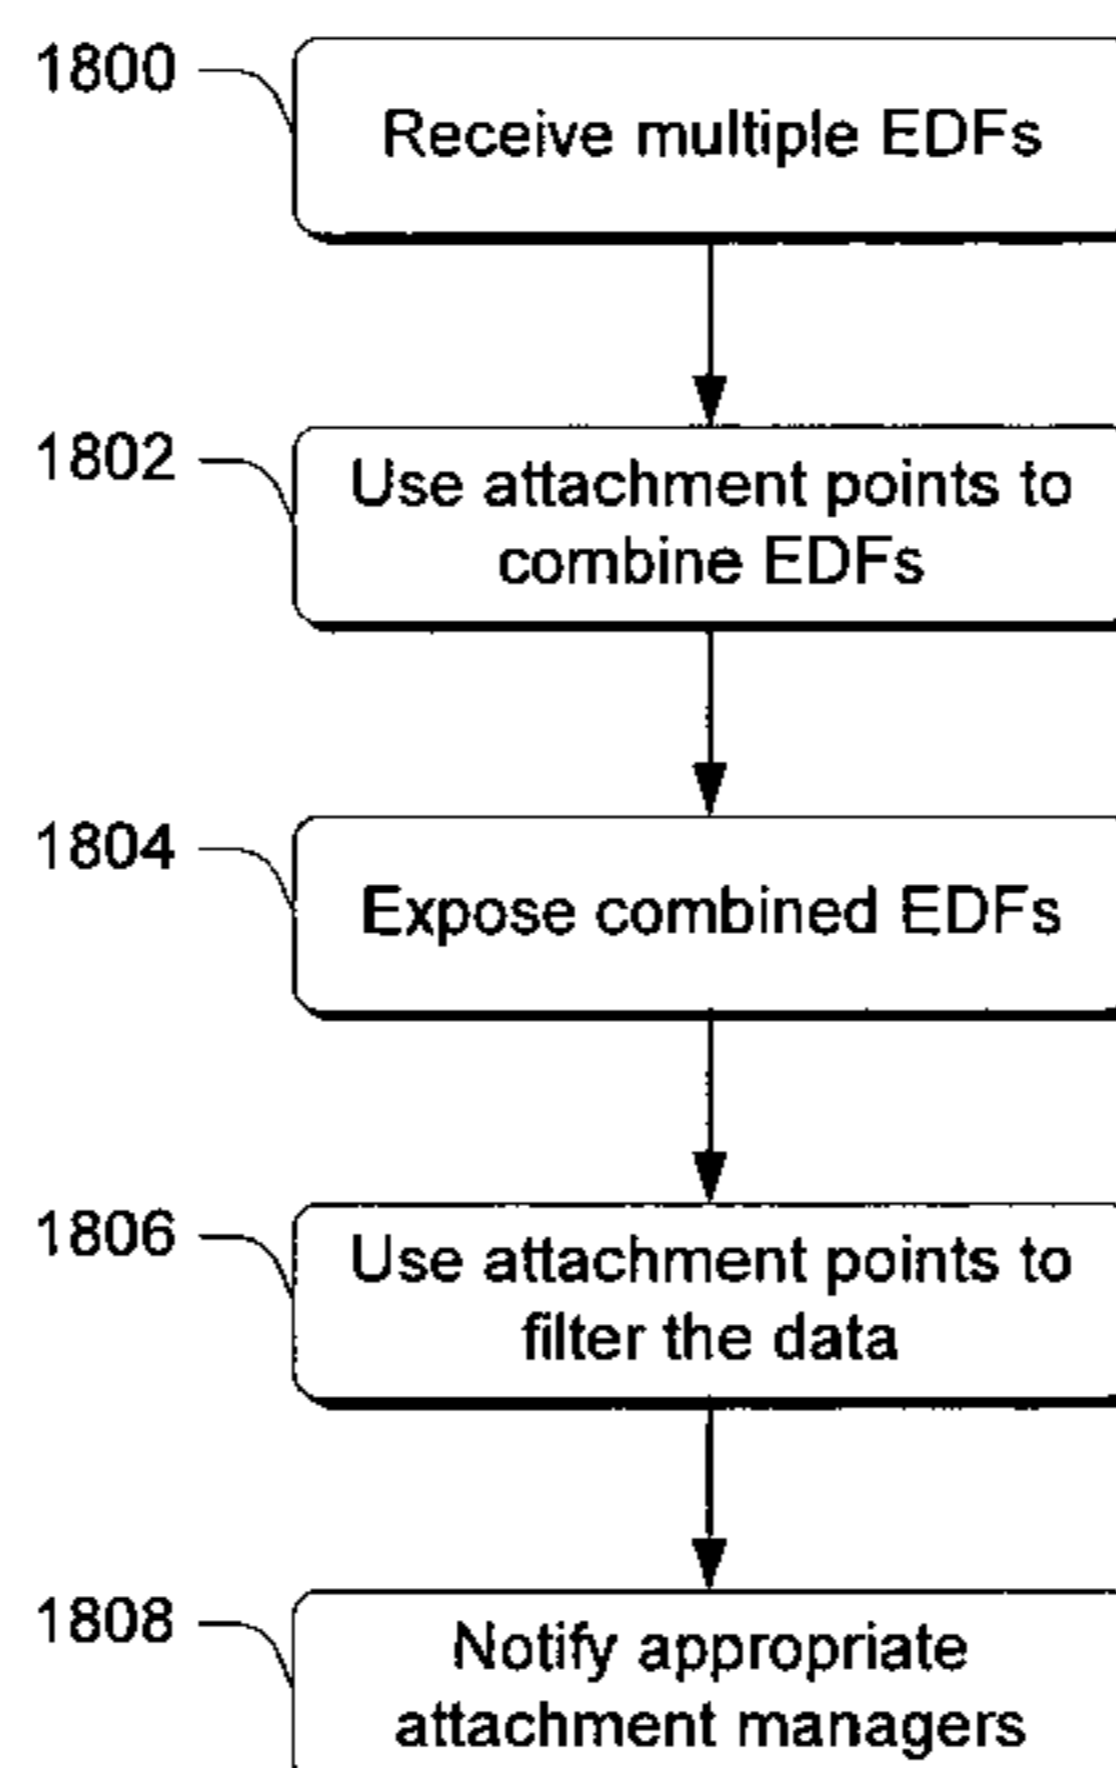 1800
Receive multiple EDFs
1802
Use attachment points to
combine EDFs
1804
Expose combined EDFs
1806
Use attachment points to
filter the data
1808
Notify appropriate
attachment managers